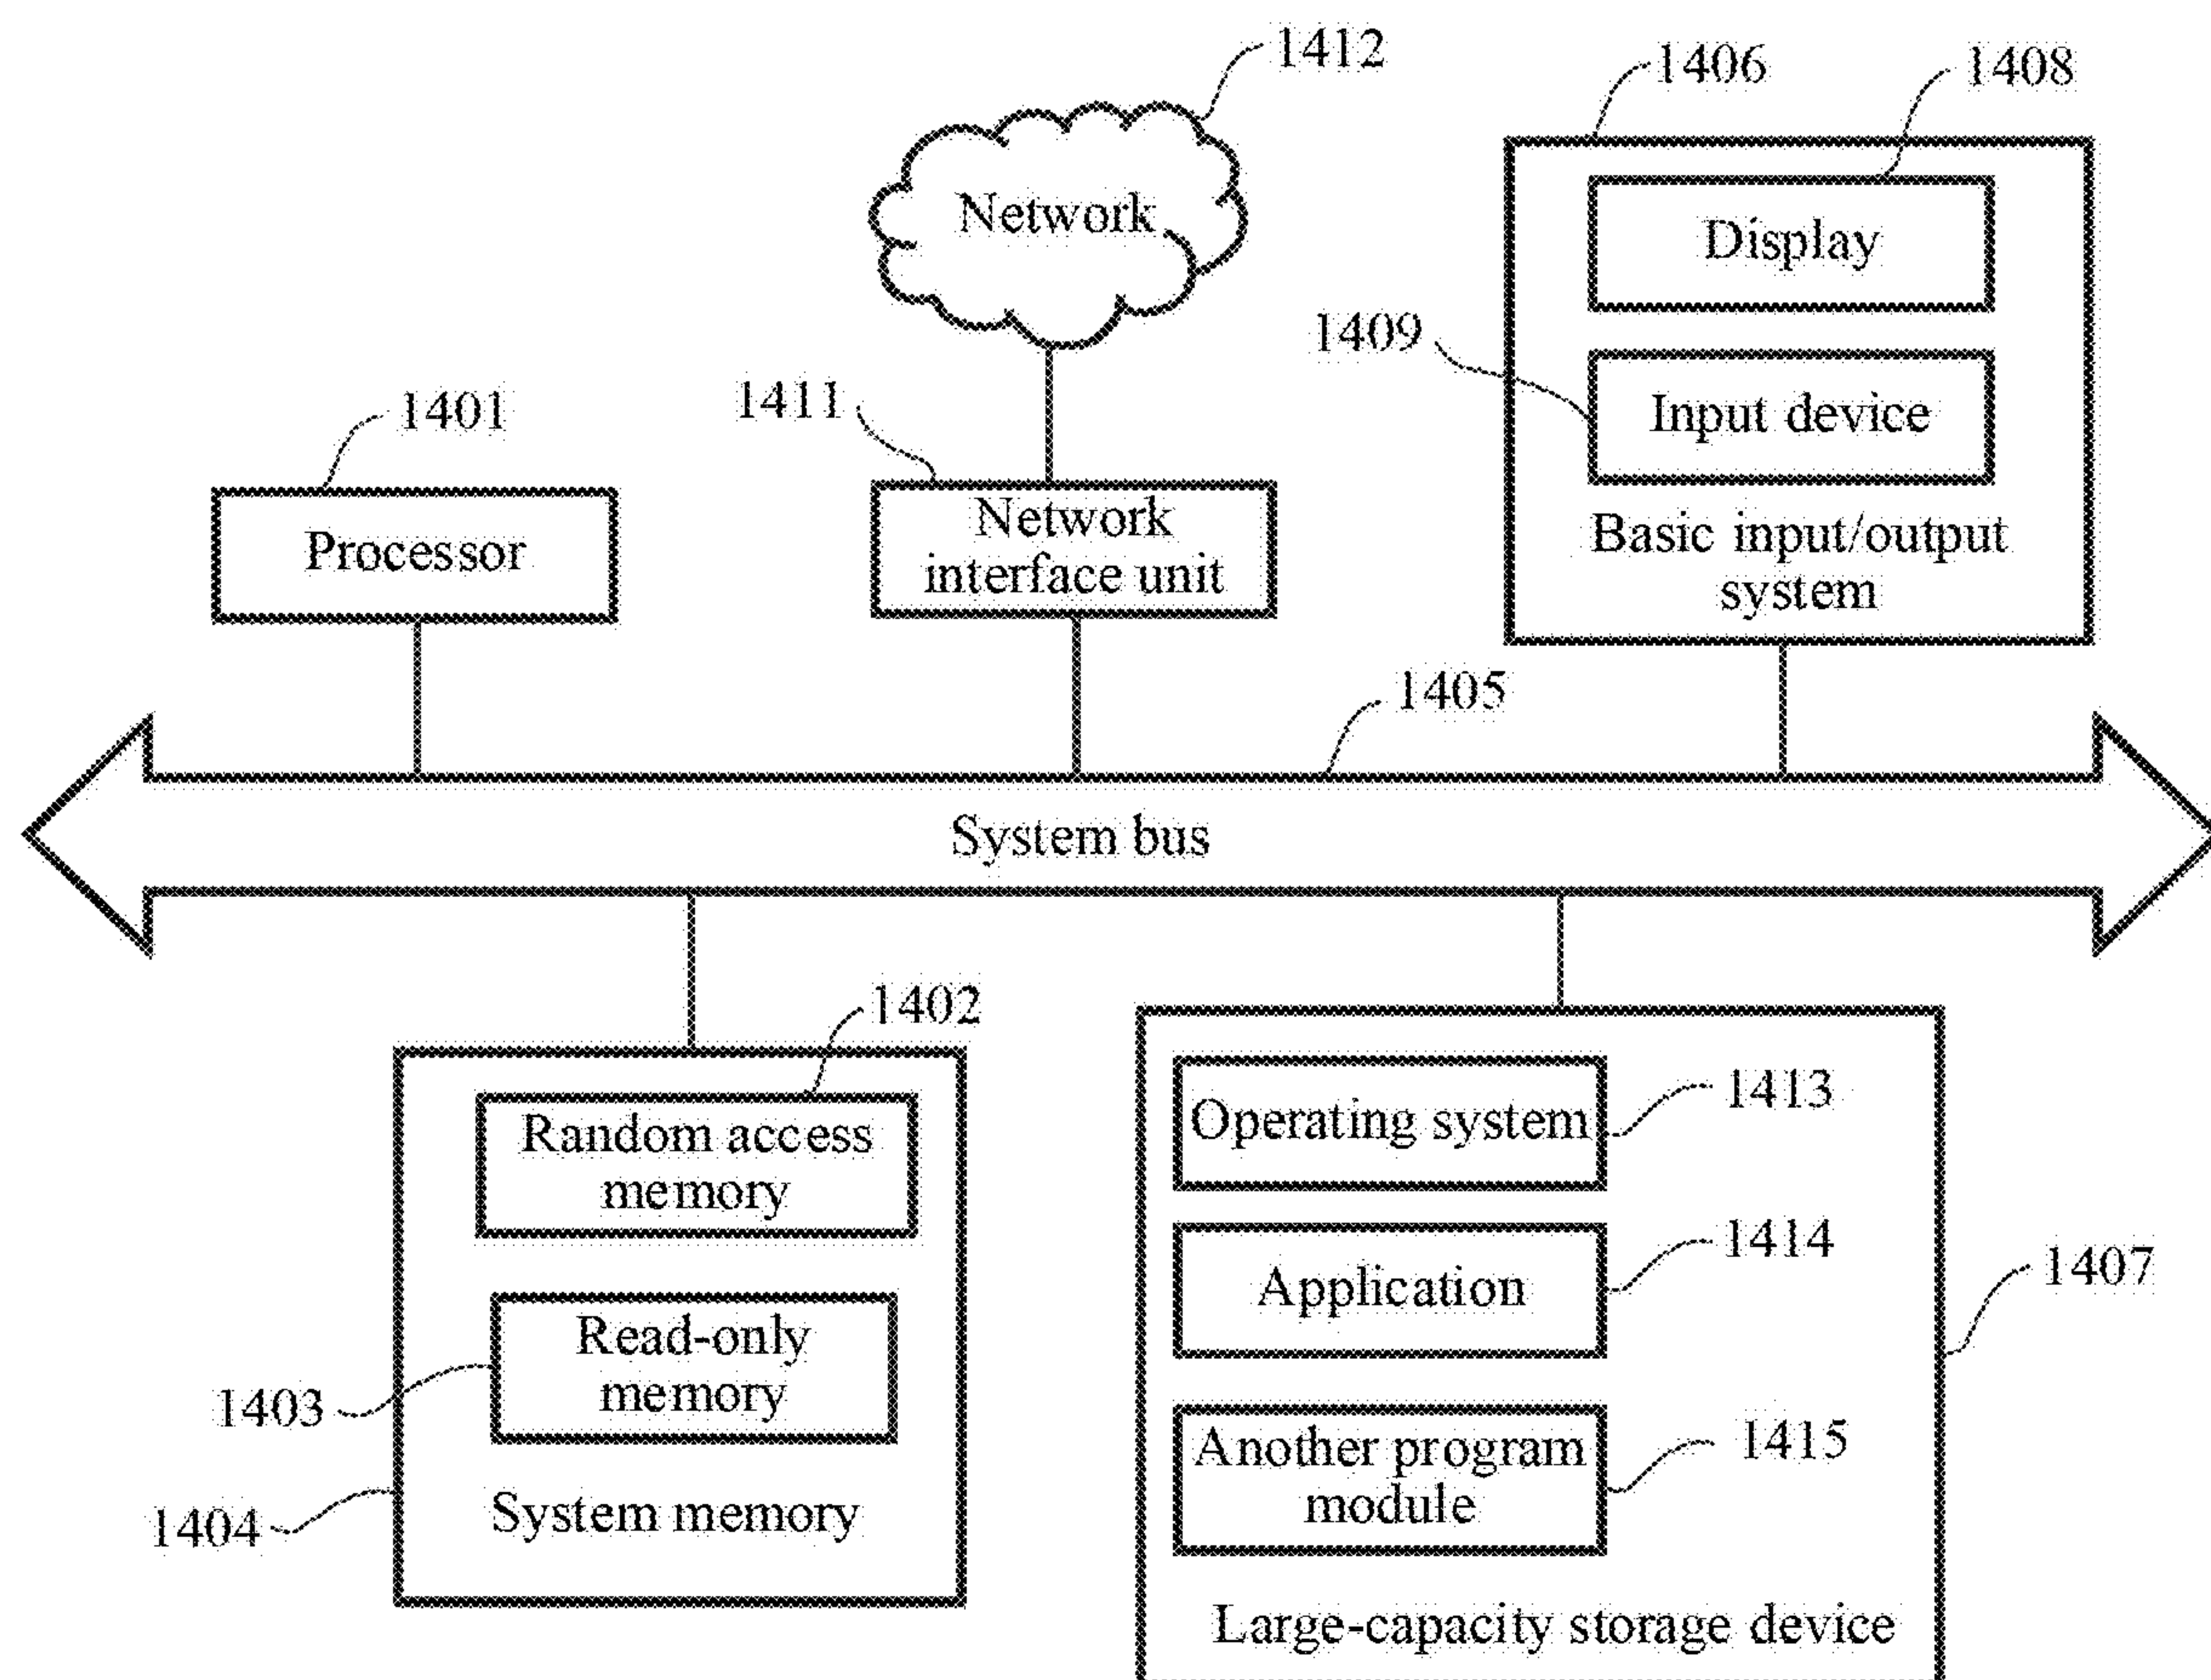 1412
1406
1408
Network
Display
1409
1401
1411
Input device
Processor
Network
interface unit
Basic input/output
system
1405
System bus
1402
Random access
memory
Read-only
memory
1403
System memory
1404
Operating system
1413
Application
1414
1407
Another program
module
1415
Large-capacity storage device